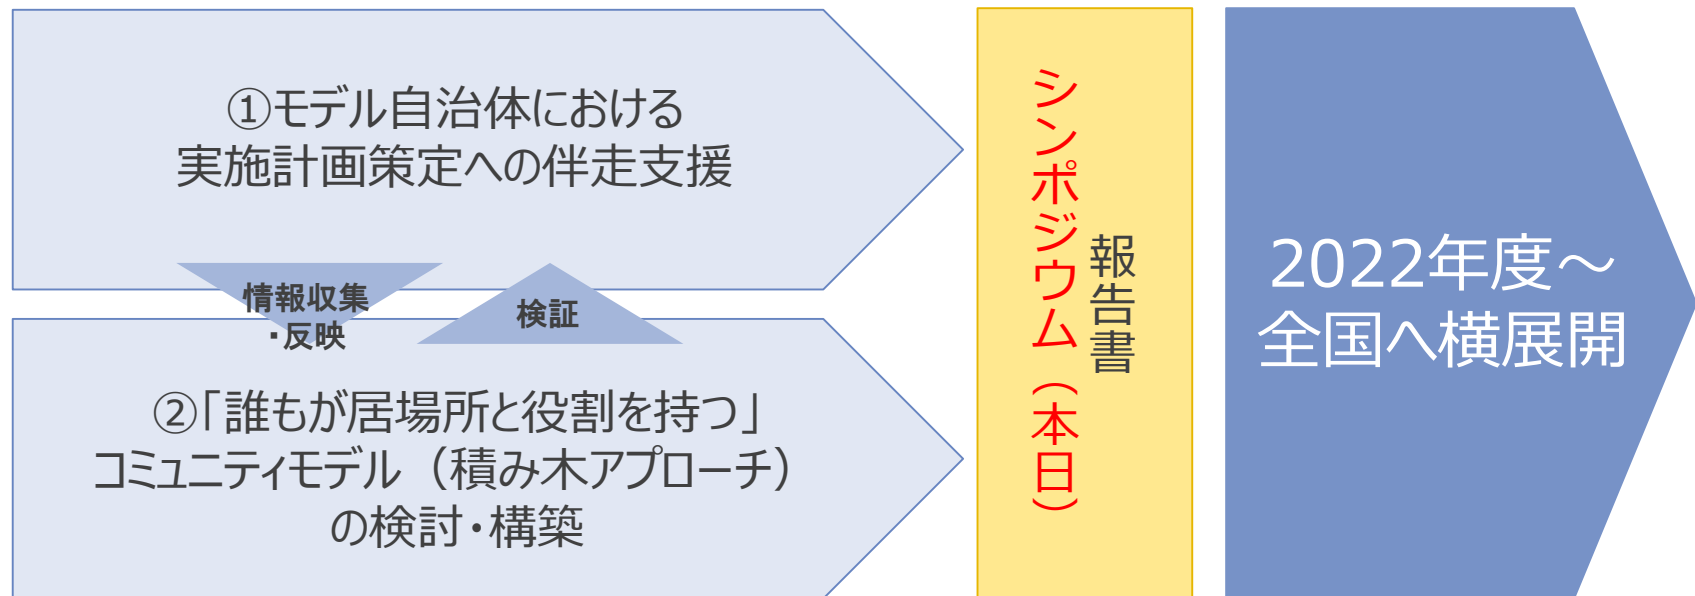 ①モデル自治体における
実施計画策定への伴走支援
情報収集
・反映
検証
②「誰もが居場所と役割を持つ」
コミュニティモデル（積み木アプローチ）
の検討・構築
報告書
シンポジウム（本日）
2022年度～
全国へ横展開